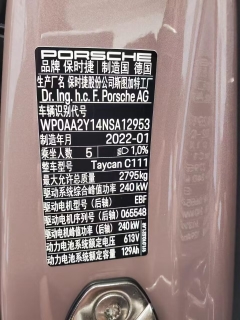 PORSCHE
品牌 保时捷 | 制造国 德国
生产厂名 保时捷股份公司斯图加特工厂
Dr. Ing. h.c. F. Porsche AG
车辆识别代号
WP0AA2Y14NSA12953
制造年月 2022-01
乘坐人数 5 1,0%
整车型号 Taycan C111
最大允许总质量 2795kg
驱动系统综合峰值功率 240 kW
驱动电机型号 (后轴) EBF
驱动电机序号 (后轴) 065548
驱动电机峰值功率 (后轴) 240 kW
动力电池系统额定电压 613V
动力电池系统额定容量 129Ah